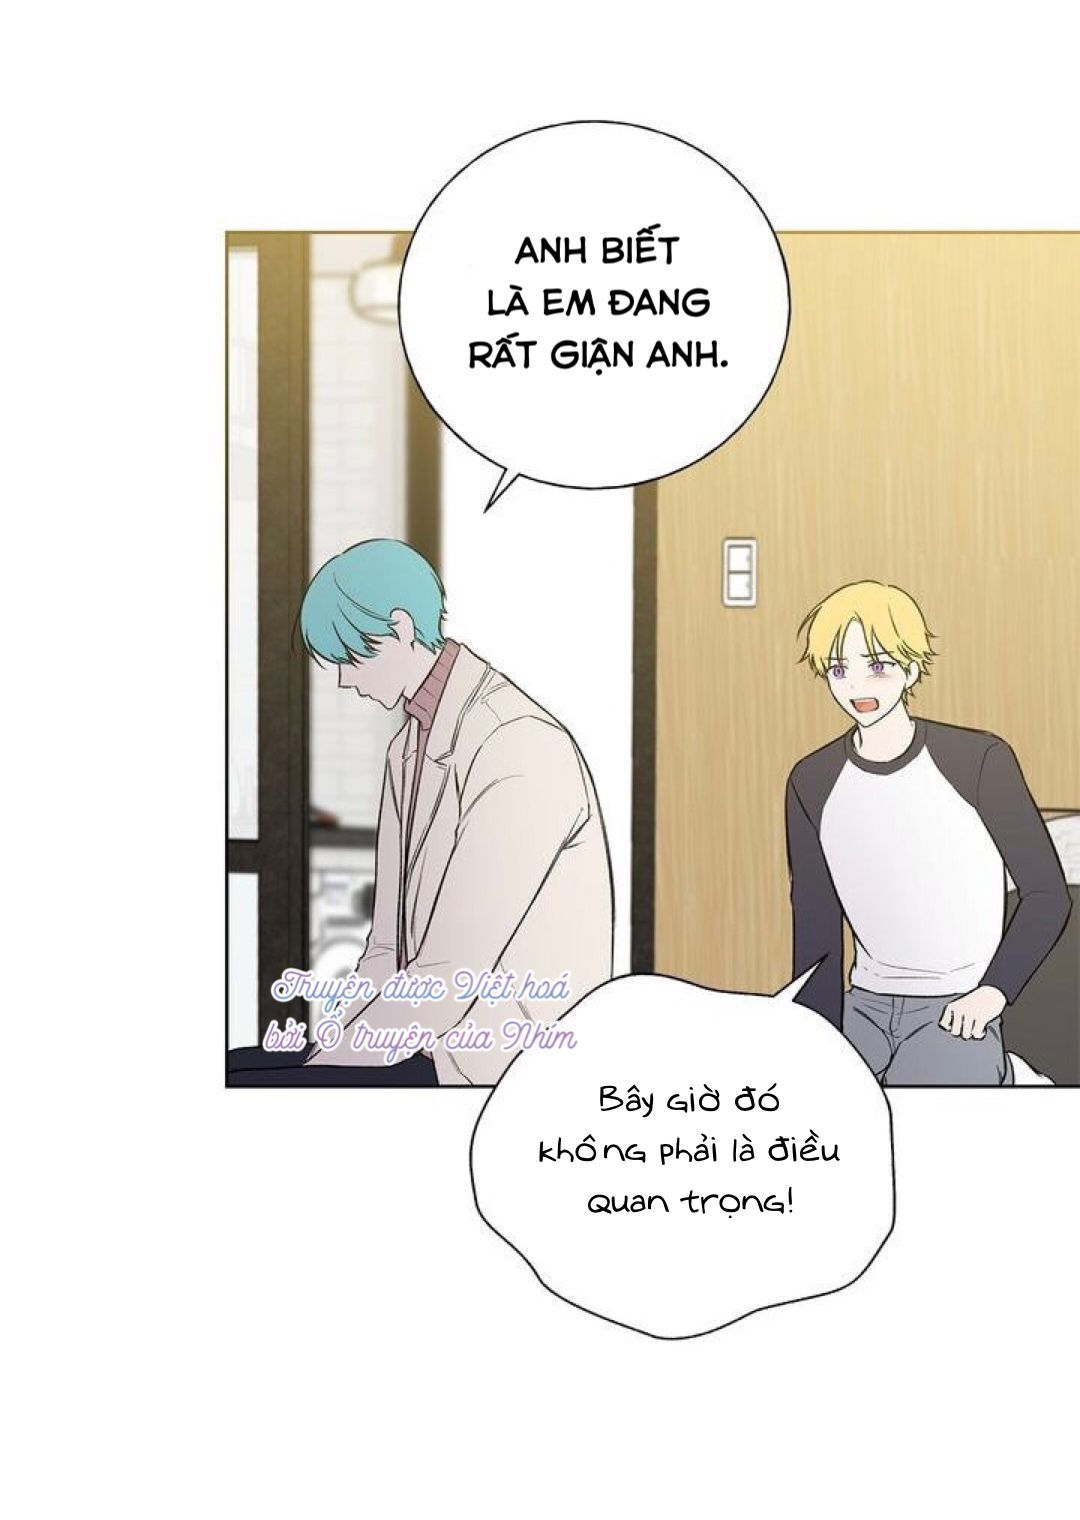 ANH BIẾT
LÀ EM ĐANG
RẤT GIẬN ANH.
Truyện được Việt hoá
bởi Ổ truyện của Nhím
Bây giờ đó
không phải là điều
quan trọng!